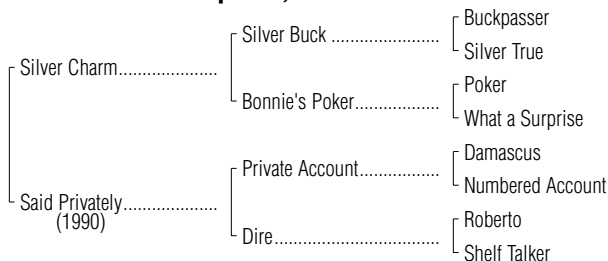 Buckpasser
Silver Buck ......................
Silver True
Silver Charm....................
Poker
Bonnie's Poker.................
What a Surprise
Damascus
Private Account................
Numbered Account
Said Privately...................
(1990)
Roberto
Dire.................................
Shelf Talker